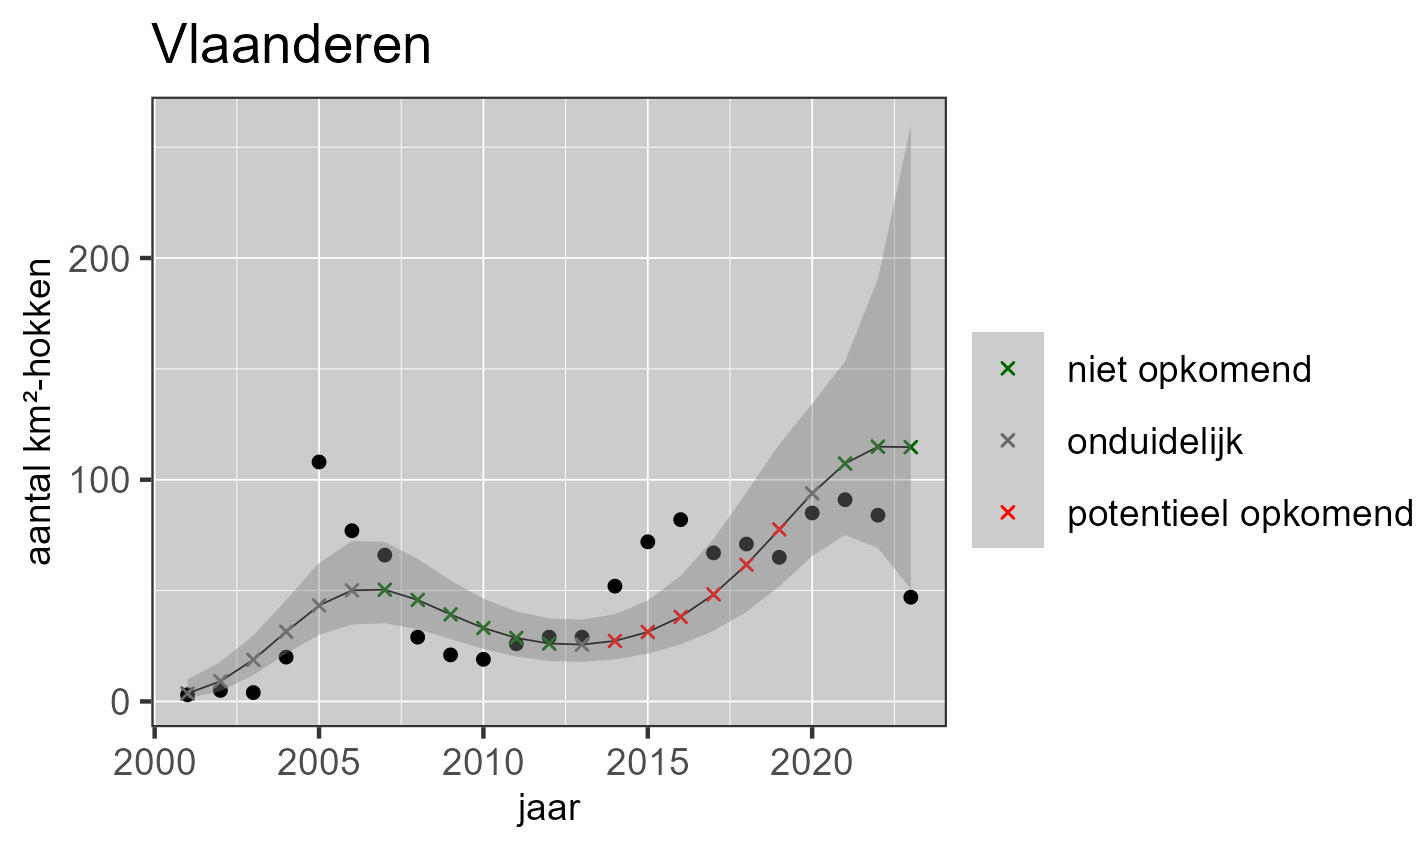 Vlaanderen
aantal km²-hokken
200
100
0
2000 2005 2010 2015 2020
jaar
niet opkomend
onduidelijk
potentieel opkomend